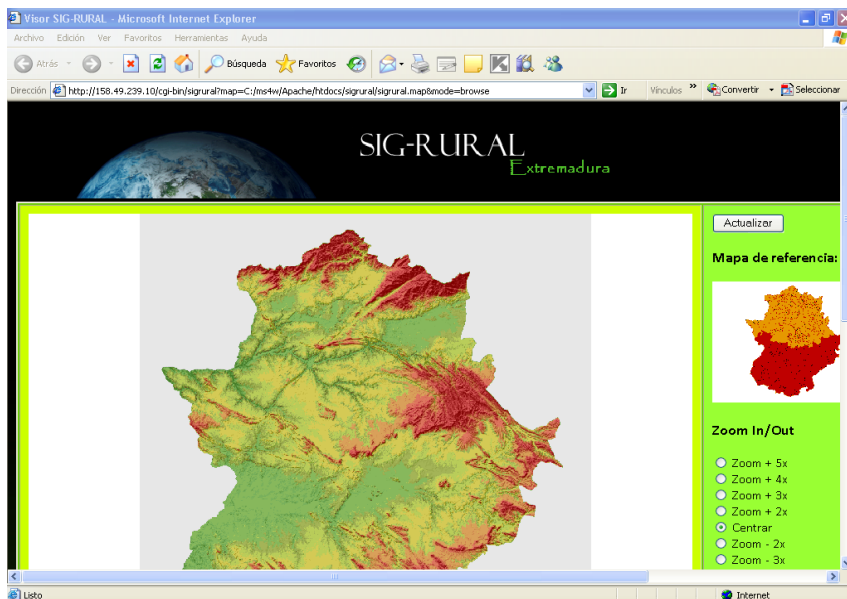 Visor SIG-RURAL - Microsoft Internet Explorer
Archivo Edición Ver Favoritos Herramientas Ayuda
Atrás Búsqueda Favoritos
Dirección http://158.49.239.10/cgi-bin/sigrural?map=C:/ms4w/Apache/htdocs/sigrural/sigrural.map&mode=browse Ir Vínculos » Convertir Seleccionar
SIG-RURAL
Extremadura
Actualizar
Mapa de referencia:
Zoom In/Out
Zoom + 5x
Zoom + 4x
Zoom + 3x
Zoom + 2x
Centrar
Zoom - 2x
Zoom - 3x
Listo Internet